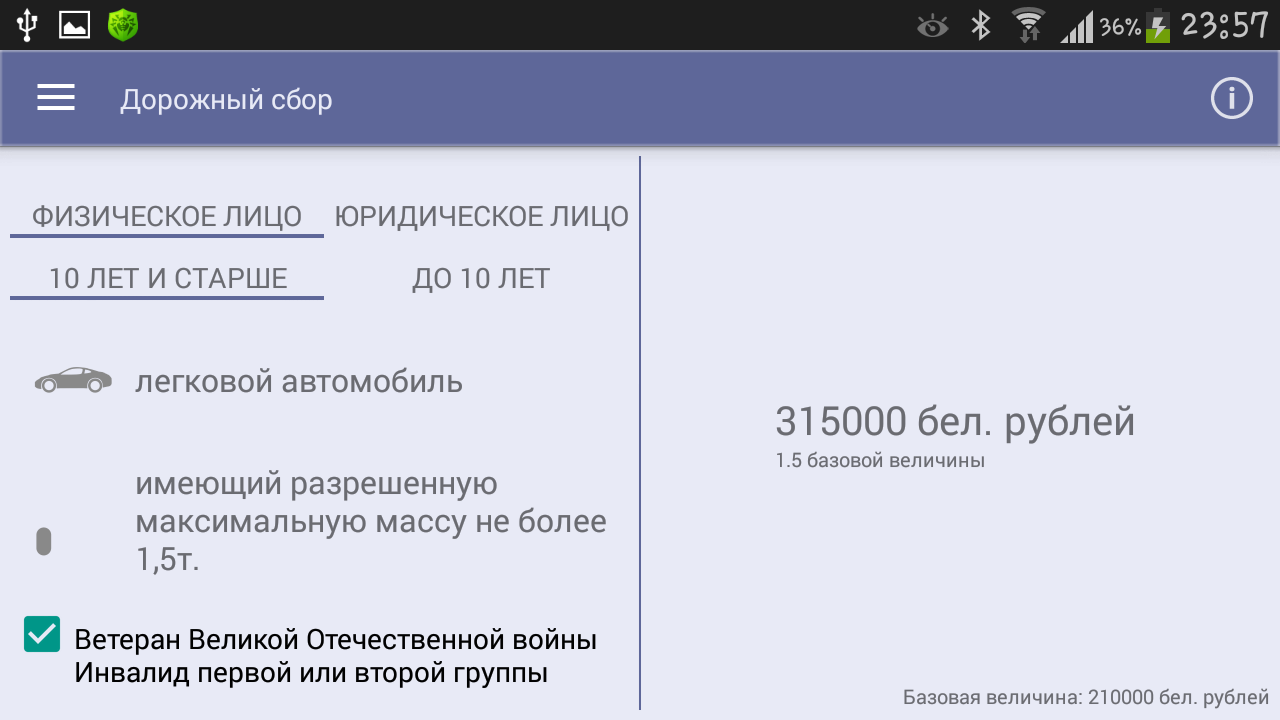 36% 23:57
Дорожный сбор
ФИЗИЧЕСКОЕ ЛИЦО ЮРИДИЧЕСКОЕ ЛИЦО
10 ЛЕТ И СТАРШЕ ДО 10 ЛЕТ
легковой автомобиль
имеющий разрешенную
максимальную массу не более
1,5т.
Ветеран Великой Отечественной войны
Инвалид первой или второй группы
315000 бел. рублей
1.5 базовой величины
Базовая величина: 210000 бел. рублей